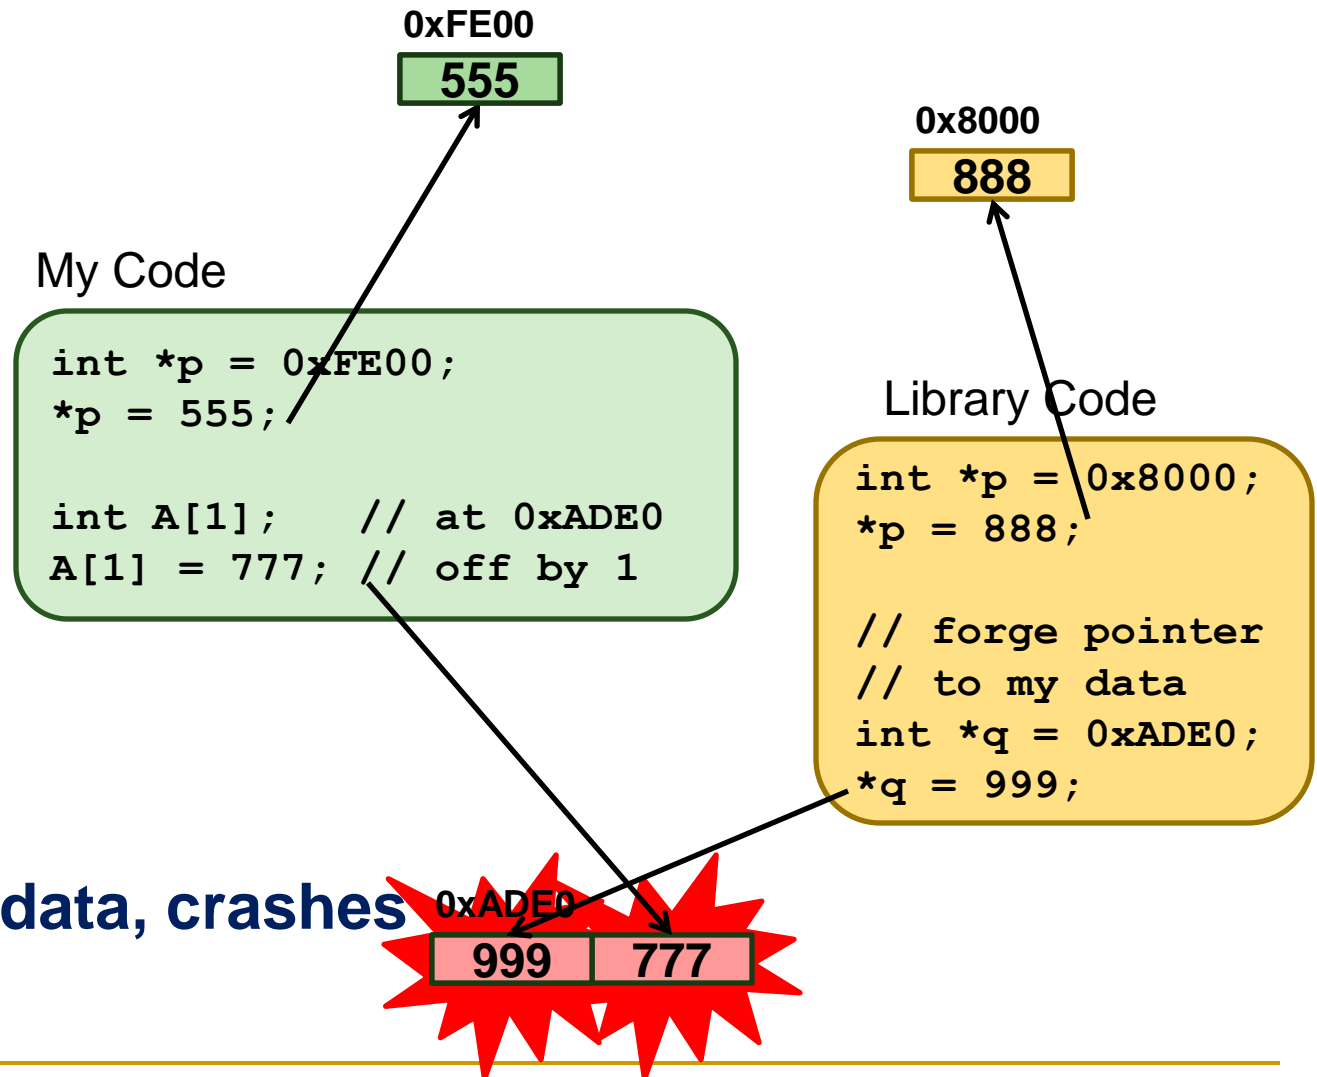 0xFE00
555
0x8000
888
My Code
int *p = 0xFE00;
*p = 555;
int A[1];   // at 0xADE0
A[1] = 777; // off by 1
Library Code
int *p = 0x8000;
*p = 888;
// forge pointer
// to my data
int *q = 0xADE0;
*q = 999;
data, crashes
0xADE0
999 777